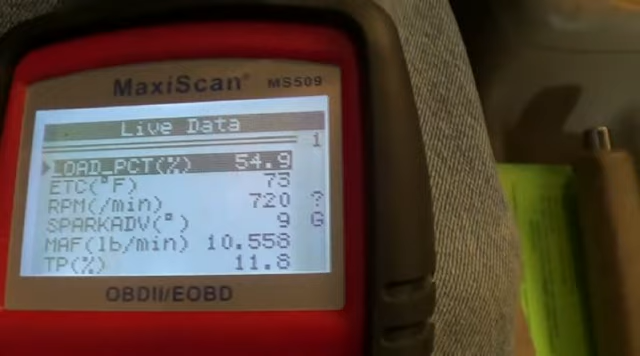 MaxiScan® MS509
Live Data
1
LOAD_PCT(%) 54.9
ETC(°F) 73
RPM(/min) 720 ?
SPARKADV(°) 9 G
MAF(lb/min) 10.558
TP(%) 11.8
OBDII/EOBD